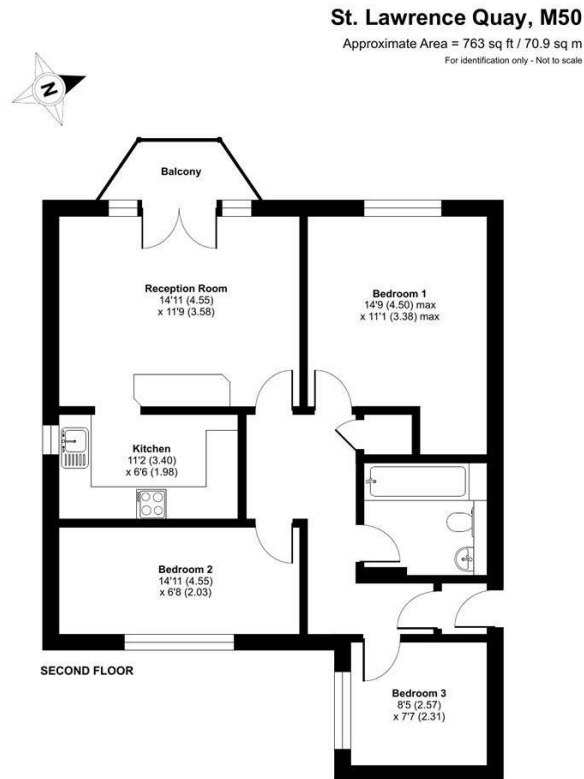 St. Lawrence Quay, M50
Approximate Area = 763 sq ft / 70.9 sq m
For identification only - Not to scale
N
Balcony
Reception Room
14'11 (4.55)
x 11'9 (3.58)
Bedroom 1
14'9 (4.50) max
x 11'1 (3.38) max
Kitchen
11'2 (3.40)
x 6'6 (1.98)
Bedroom 2
14'11 (4.55)
x 6'8 (2.03)
SECOND FLOOR
Bedroom 3
8'5 (2.57)
x 7'7 (2.31)